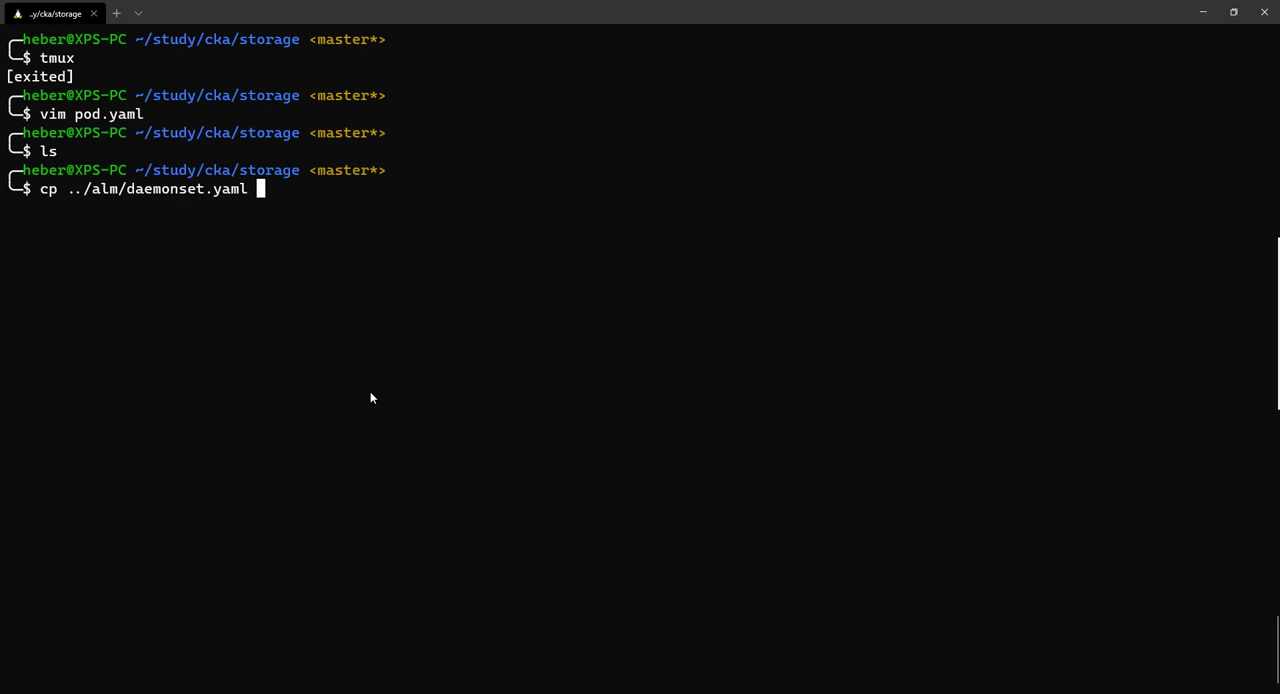 ..y/cka/storage
heber@XPS-PC ~/study/cka/storage <master*>
$ tmux
[exited]
heber@XPS-PC ~/study/cka/storage <master*>
$ vim pod.yaml
heber@XPS-PC ~/study/cka/storage <master*>
$ ls
heber@XPS-PC ~/study/cka/storage <master*>
$ cp ../alm/daemonset.yaml